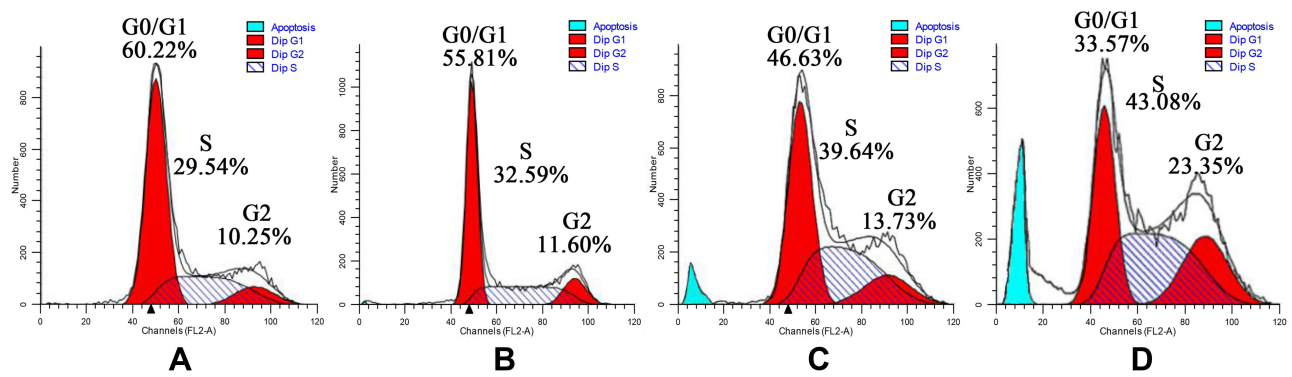 G0/G1
60.22%
Apoptosis
Dip G1
Dip G2
Dip S
S
29.54%
G2
10.25%
Number
800
600
400
200
0
0 20 40 60 80 100 120
Channels (FL2-A)
A
G0/G1
55.81%
Apoptosis
Dip G1
Dip G2
Dip S
S
32.59%
G2
11.60%
Number
1000
800
600
400
200
0
0 20 40 60 80 100 120
Channels (FL2-A)
B
G0/G1
46.63%
Apoptosis
Dip G1
Dip G2
Dip S
S
39.64%
G2
13.73%
Number
800
600
400
200
0
0 20 40 60 80 100 120
Channels (FL2-A)
C
G0/G1
33.57%
Apoptosis
Dip G1
Dip G2
Dip S
S
43.08%
G2
23.35%
Number
600
400
200
0
0 20 40 60 80 100 120
Channels (FL2-A)
D